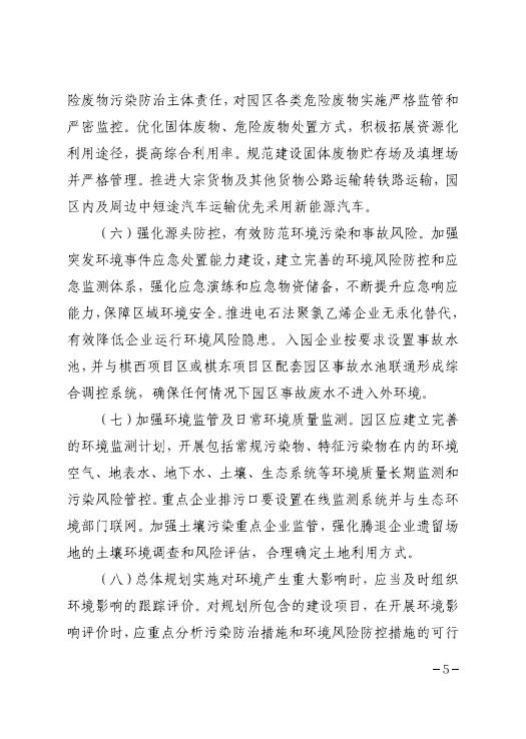 险废物污染防治主体责任，对园区各类危险废物实施严格监管和
严密监控。优化固体废物、危险废物处置方式，积极拓展资源化
利用途径，提高综合利用率。规范建设固体废物贮存场及填埋场
并严格管理。推进大宗货物及其他货物公路运输转铁路运输，园
区内及周边中短途汽车运输优先采用新能源汽车。
（六）强化源头防控，有效防范环境污染和事故风险。加强
突发环境事件应急处置能力建设，建立完善的环境风险防控和应
急监测体系，强化应急演练和应急物资储备，不断提升应急响应
能力，保障区域环境安全。推进电石法聚氯乙烯企业无汞化替代，
有效降低企业运行环境风险隐患。入园企业按要求设置事故水
池，并与棋西项目区或棋东项目区配套园区事故水池联通形成综
合调控系统，确保任何情况下园区事故废水不进入外环境。
（七）加强环境监管及日常环境质量监测。园区应建立完善
的环境监测计划，开展包括常规污染物、特征污染物在内的环境
空气、地表水、地下水、土壤、生态系统等环境质量长期监测和
污染风险管控。重点企业排污口要设置在线监测系统并与生态环
境部门联网。加强土壤污染重点企业监管，强化腾退企业遗留场
地的土壤环境调查和风险评估，合理确定土地利用方式。
（八）总体规划实施对环境产生重大影响时，应当及时组织
环境影响的跟踪评价。对规划所包含的建设项目，在开展环境影
响评价时，应重点分析污染防治措施和环境风险防控措施的可行
—5—